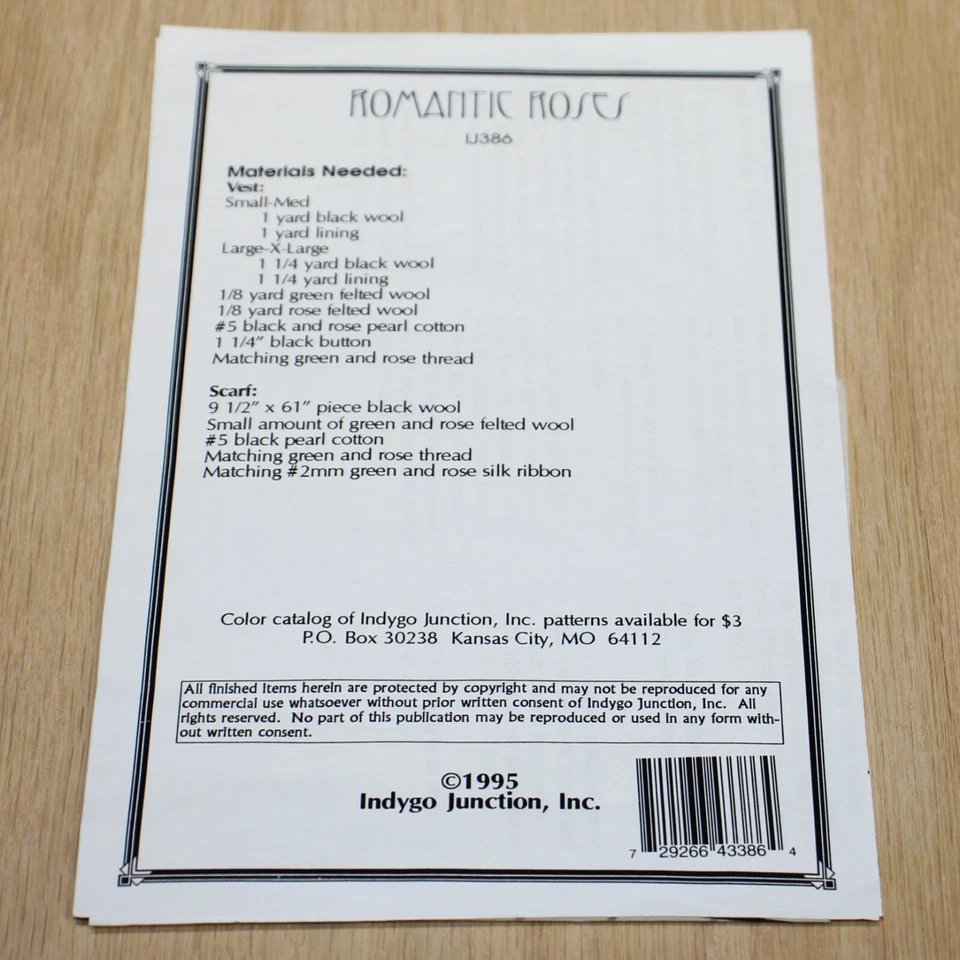 ROMANTIC ROSES
IJ386
Materials Needed:
Vest:
Small-Med
1 yard black wool
1 yard lining
Large-X-Large
1 1/4 yard black wool
1 1/4 yard lining
1/8 yard green felted wool
1/8 yard rose felted wool
#5 black and rose pearl cotton
1 1/4" black button
Matching green and rose thread
Scarf:
9 1/2" x 61" piece black wool
Small amount of green and rose felted wool
#5 black pearl cotton
Matching green and rose thread
Matching #2mm green and rose silk ribbon
Color catalog of Indygo Junction, Inc. patterns available for $3
P.O. Box 30238 Kansas City, MO 64112
All finished items herein are protected by copyright and may not be reproduced for any
commercial use whatsoever without prior written consent of Indygo Junction, Inc. All
rights reserved. No part of this publication may be reproduced or used in any form with-
out written consent.
©1995
Indygo Junction, Inc.
7 29266 43386 4